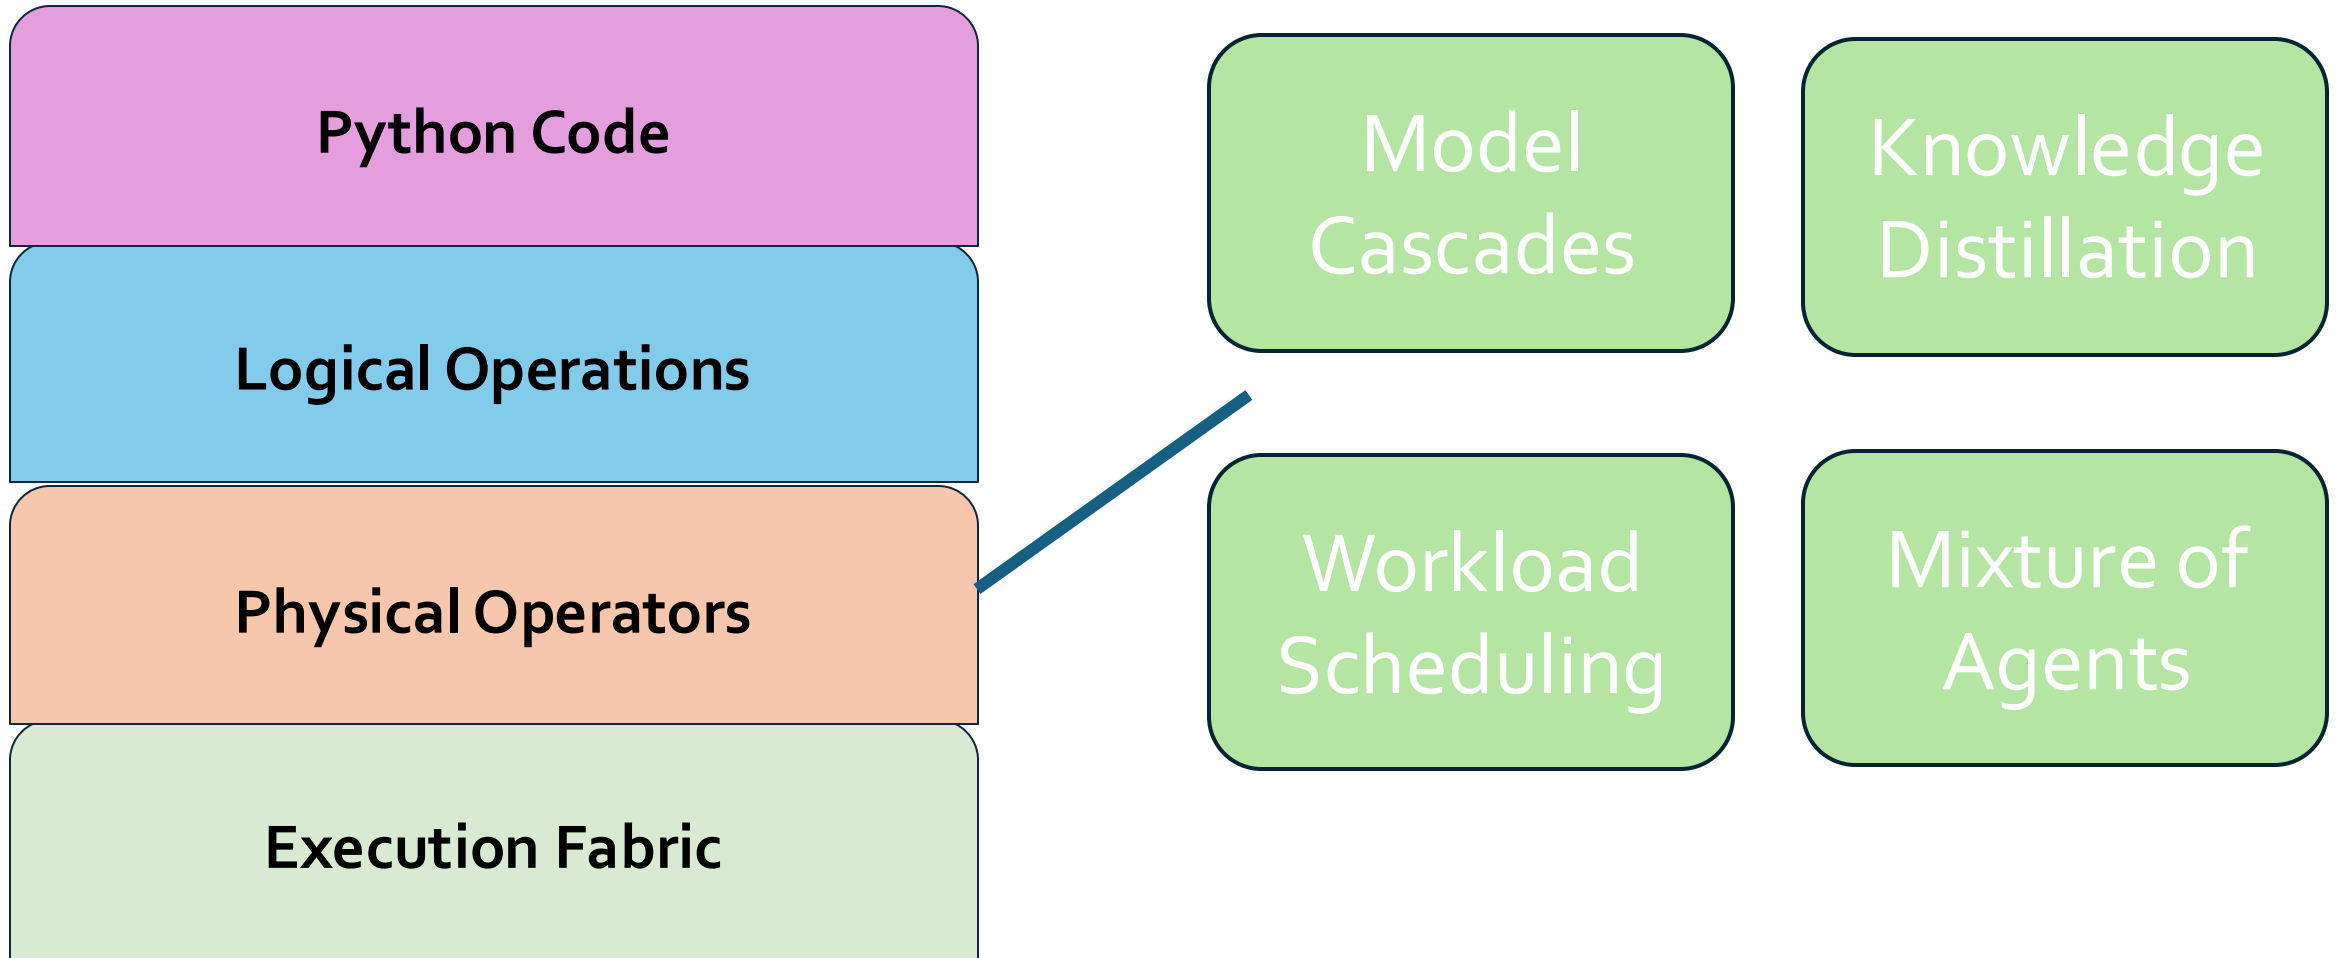 Python Code
Logical Operations
Physical Operators
Execution Fabric
Model
Cascades
Knowledge
Distillation
Workload
Scheduling
Mixture of
Agents